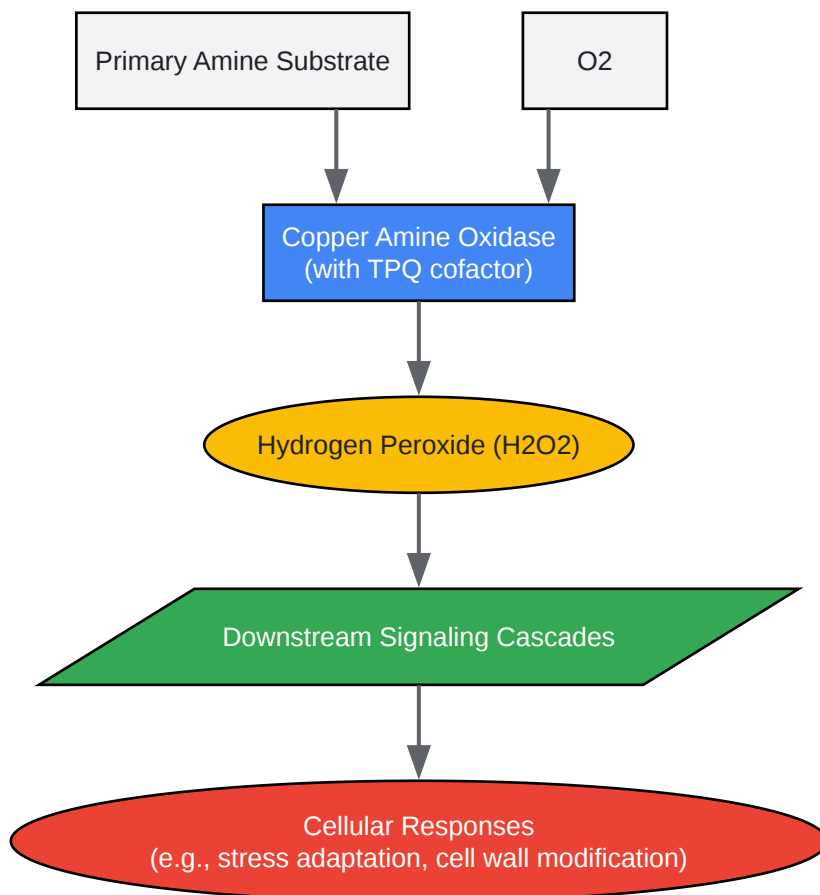 Primary Amine Substrate
O2
Copper Amine Oxidase
(with TPQ cofactor)
Hydrogen Peroxide (H2O2)
Downstream Signaling Cascades
Cellular Responses
(e.g., stress adaptation, cell wall modification)